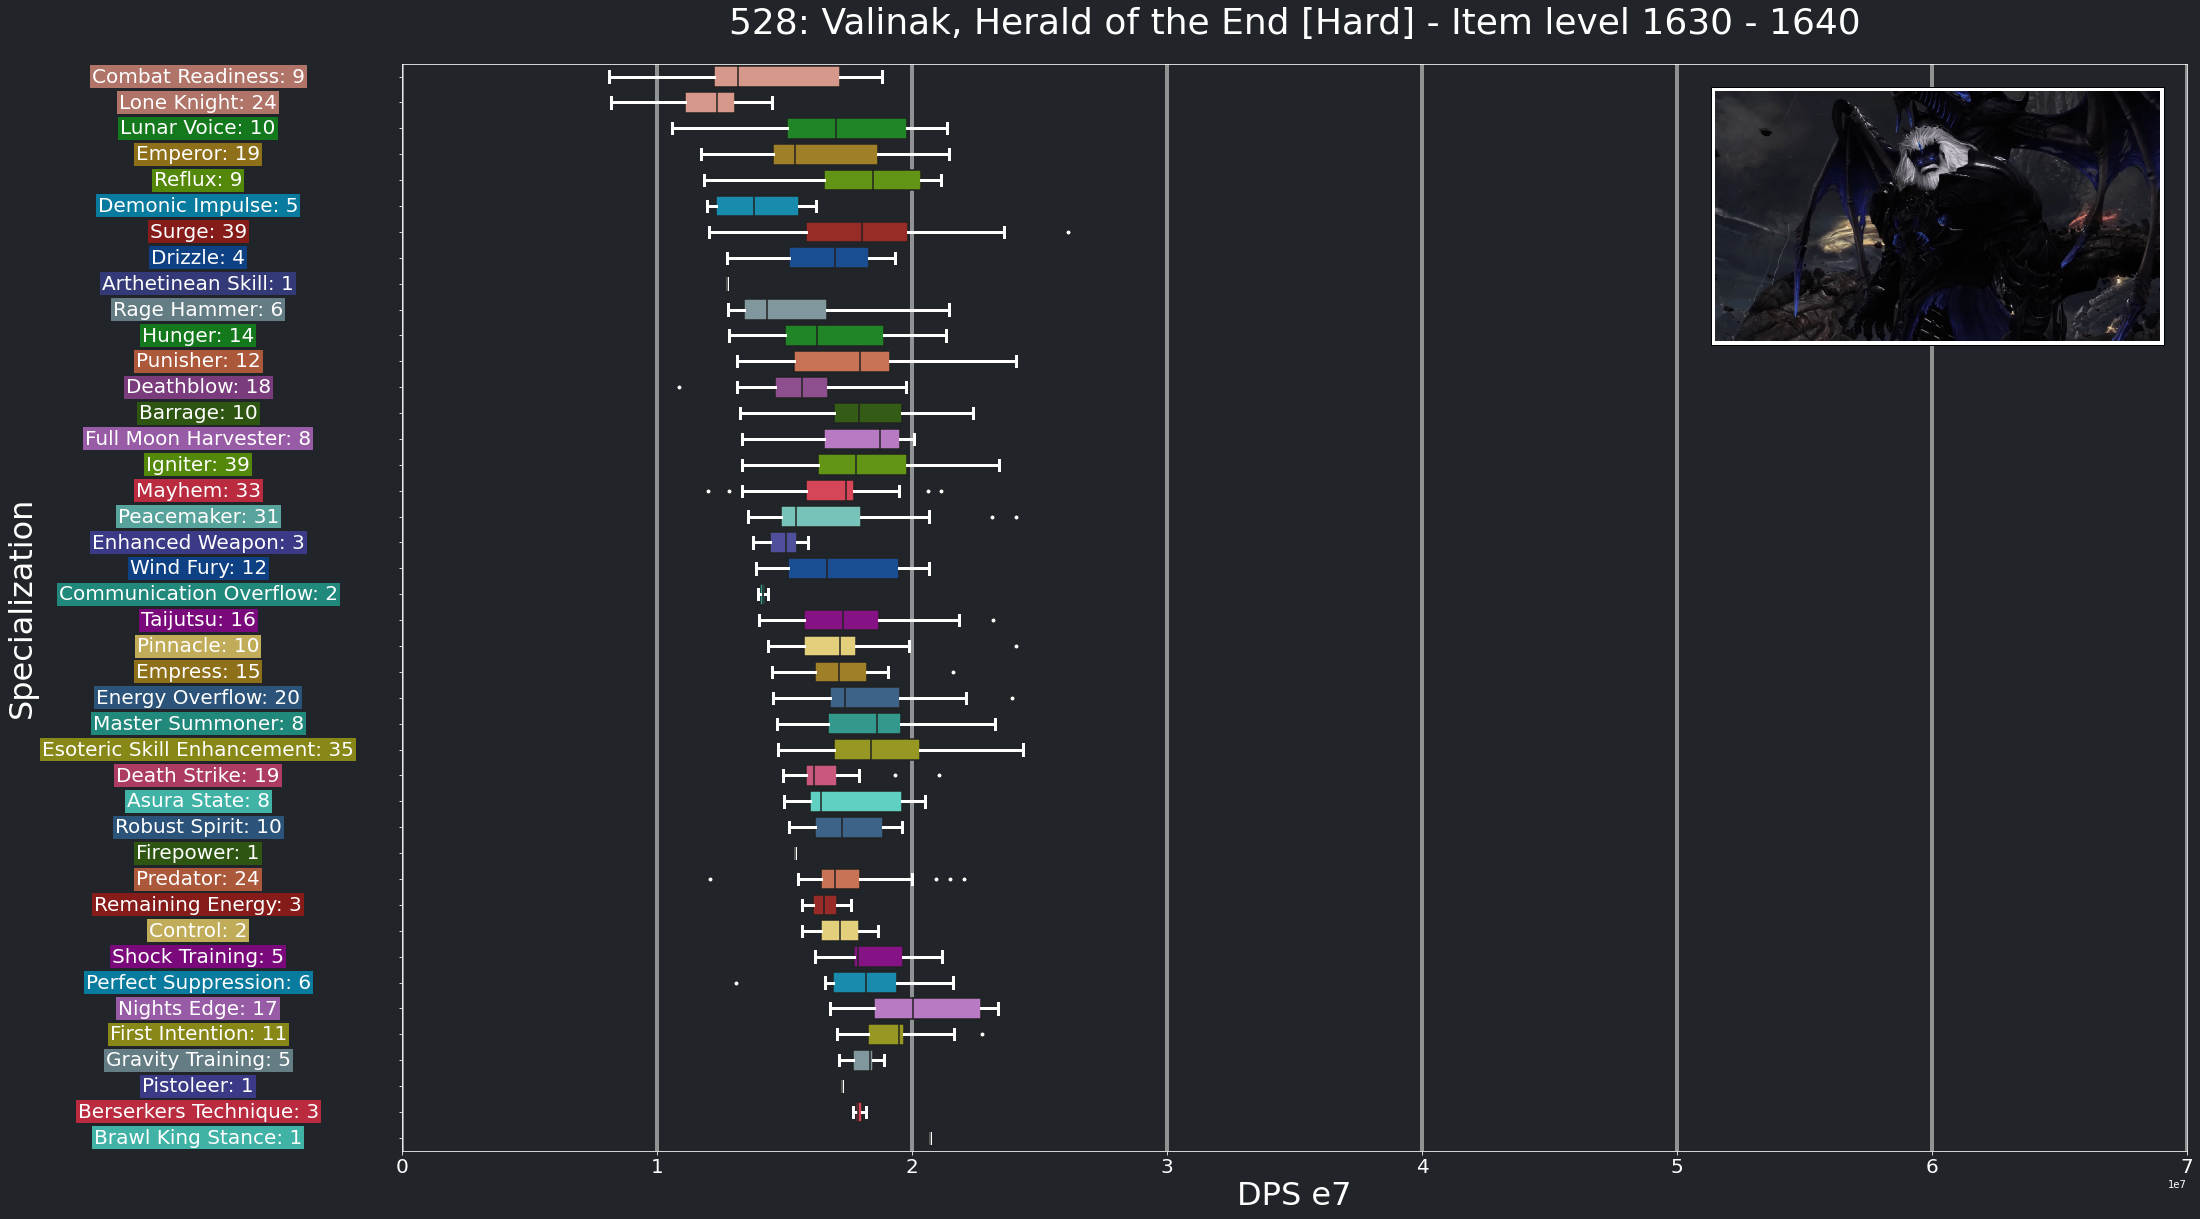 528: Valinak, Herald of the End [Hard] - Item level 1630 - 1640
Combat Readiness: 9
Lone Knight: 24
Lunar Voice: 10
Emperor: 19
Reflux: 9
Demonic Impulse: 5
Surge: 39
Drizzle: 4
Arthetinean Skill: 1
Rage Hammer: 6
Hunger: 14
Punisher: 12
Deathblow: 18
Barrage: 10
Full Moon Harvester: 8
Igniter: 39
Mayhem: 33
Peacemaker: 31
Enhanced Weapon: 3
Wind Fury: 12
Communication Overflow: 2
Taijutsu: 16
Pinnacle: 10
Empress: 15
Energy Overflow: 20
Master Summoner: 8
Esoteric Skill Enhancement: 35
Death Strike: 19
Asura State: 8
Robust Spirit: 10
Firepower: 1
Predator: 24
Remaining Energy: 3
Control: 2
Shock Training: 5
Perfect Suppression: 6
Nights Edge: 17
First Intention: 11
Gravity Training: 5
Pistoleer: 1
Berserkers Technique: 3
Brawl King Stance: 1
Specialization
0 1 2 3 4 5 6 7
1e7
DPS e7